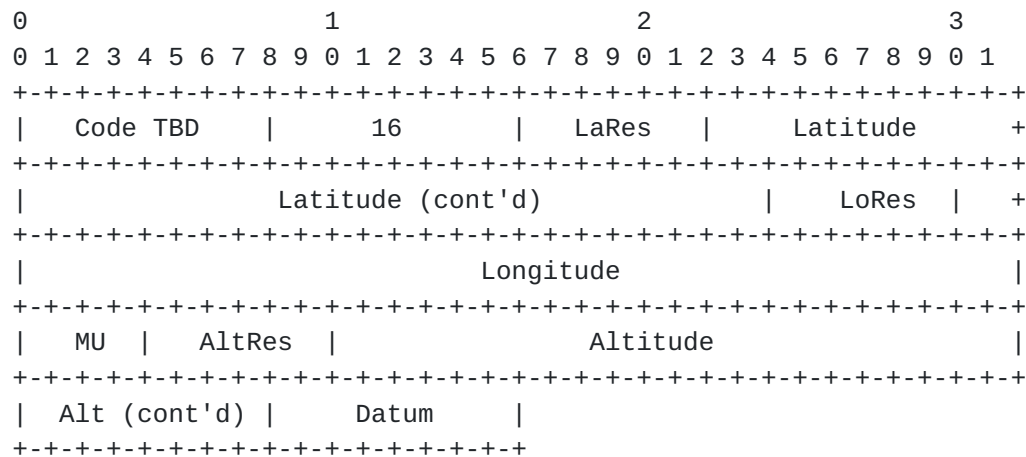 0                   1                   2                   3
0 1 2 3 4 5 6 7 8 9 0 1 2 3 4 5 6 7 8 9 0 1 2 3 4 5 6 7 8 9 0 1
+-+-+-+-+-+-+-+-+-+-+-+-+-+-+-+-+-+-+-+-+-+-+-+-+-+-+-+-+-+-+-+-+
|   Code TBD    |      16       |   LaRes   |     Latitude      +
+-+-+-+-+-+-+-+-+-+-+-+-+-+-+-+-+-+-+-+-+-+-+-+-+-+-+-+-+-+-+-+-+
|                Latitude (cont'd)              |    LoRes  |   +
+-+-+-+-+-+-+-+-+-+-+-+-+-+-+-+-+-+-+-+-+-+-+-+-+-+-+-+-+-+-+-+-+
|                             Longitude                         |
+-+-+-+-+-+-+-+-+-+-+-+-+-+-+-+-+-+-+-+-+-+-+-+-+-+-+-+-+-+-+-+-+
|   MU  |   AltRes  |                Altitude                   |
+-+-+-+-+-+-+-+-+-+-+-+-+-+-+-+-+-+-+-+-+-+-+-+-+-+-+-+-+-+-+-+-+
|  Alt (cont'd) |     Datum     |
+-+-+-+-+-+-+-+-+-+-+-+-+-+-+-+-+